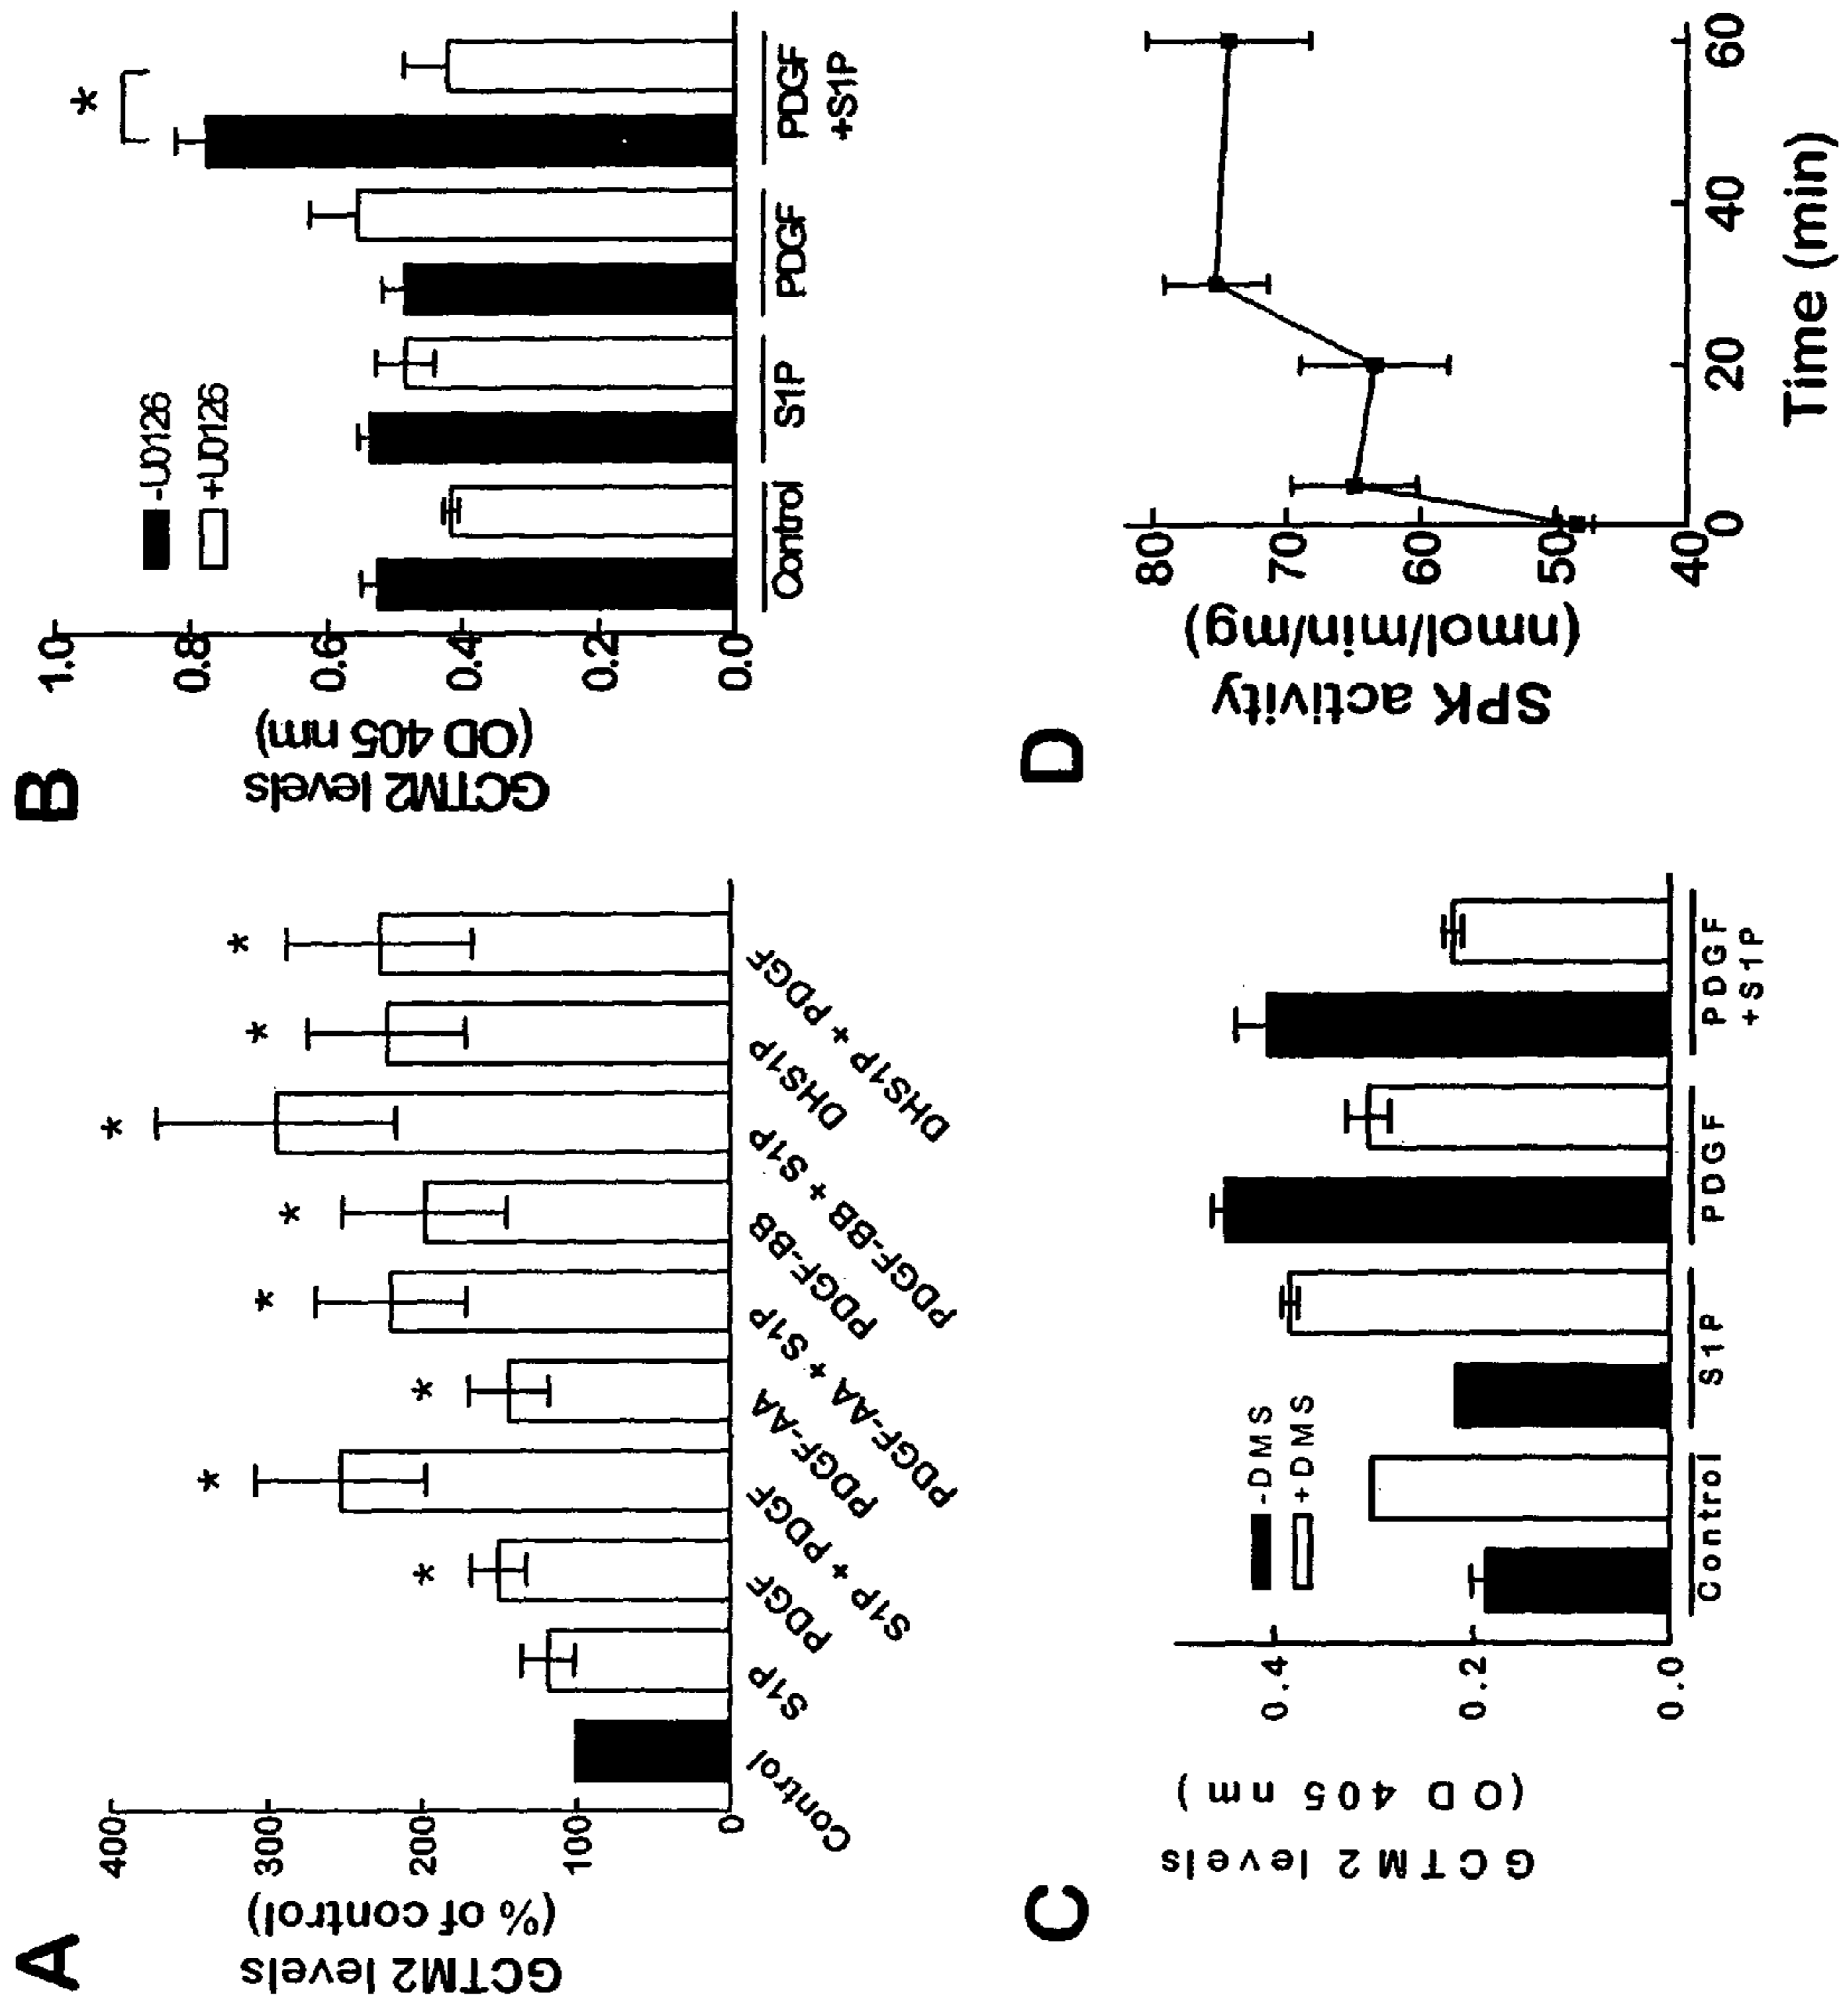 A
GCTM2 levels
(% of control)
400
300
200
100
0
*
*
*
*
*
*
*
*
Control
S1P
PDGF
S1P + PDGF
PDGF-AA
PDGF-AA + S1P
PDGF-BB
PDGF-BB + S1P
DHS1P
DHS1P + PDGF
B
GCTM2 levels
(OD 405 nm)
1.0
0.8
0.6
0.4
0.2
0.0
-U0126
+U0126
*
Control
S1P
PDGF
PDGF
+S1P
C
GCTM2 levels
(OD 405 nm)
0.4
0.2
0.0
-DMS
+DMS
Control
S1P
PDGF
PDGF
+S1P
D
SPK activity
(nmol/min/mg)
80
70
60
50
40
0
20
40
60
Time (min)